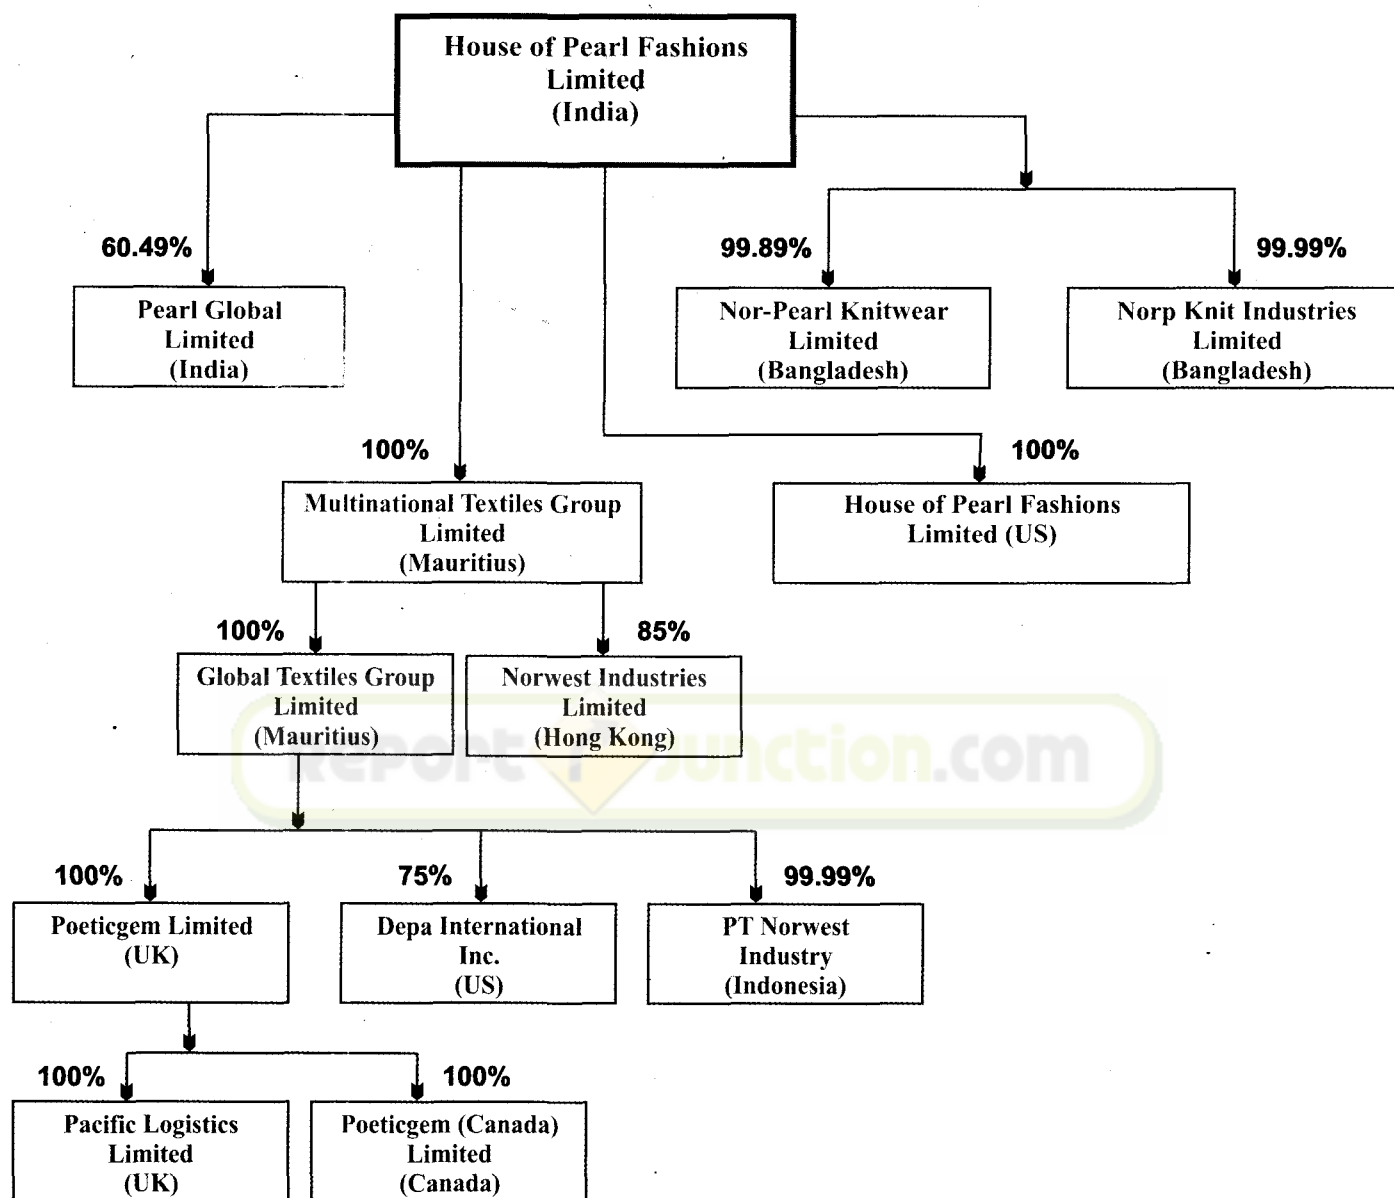 House of Pearl Fashions
Limited
(India)
60.49%
99.89%
99.99%
Pearl Global
Limited
(India)
Nor-Pearl Knitwear
Limited
(Bangladesh)
Norp Knit Industries
Limited
(Bangladesh)
100%
100%
Multinational Textiles Group
Limited
(Mauritius)
House of Pearl Fashions
Limited (US)
100%
85%
Global Textiles Group
Limited
(Mauritius)
Norwest Industries
Limited
(Hong Kong)
Report Junction.com
100%
75%
99.99%
Poeticgem Limited
(UK)
Depa International
Inc.
(US)
PT Norwest
Industry
(Indonesia)
100%
100%
Pacific Logistics
Limited
(UK)
Poeticgem (Canada)
Limited
(Canada)